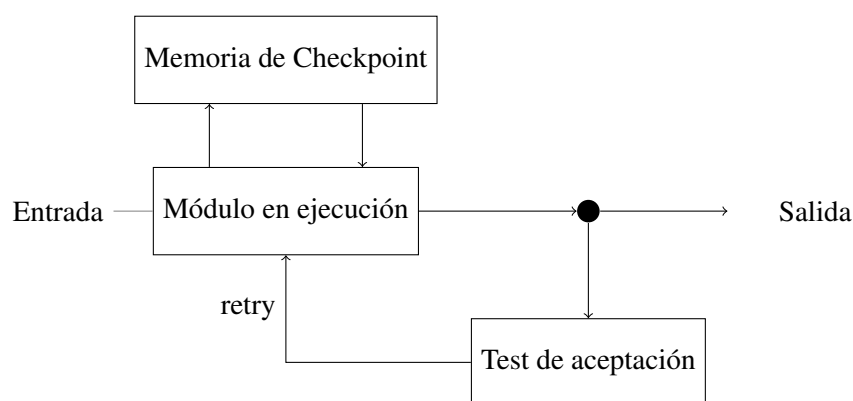 Memoria de Checkpoint
Entrada
Módulo en ejecución
Salida
retry
Test de aceptación